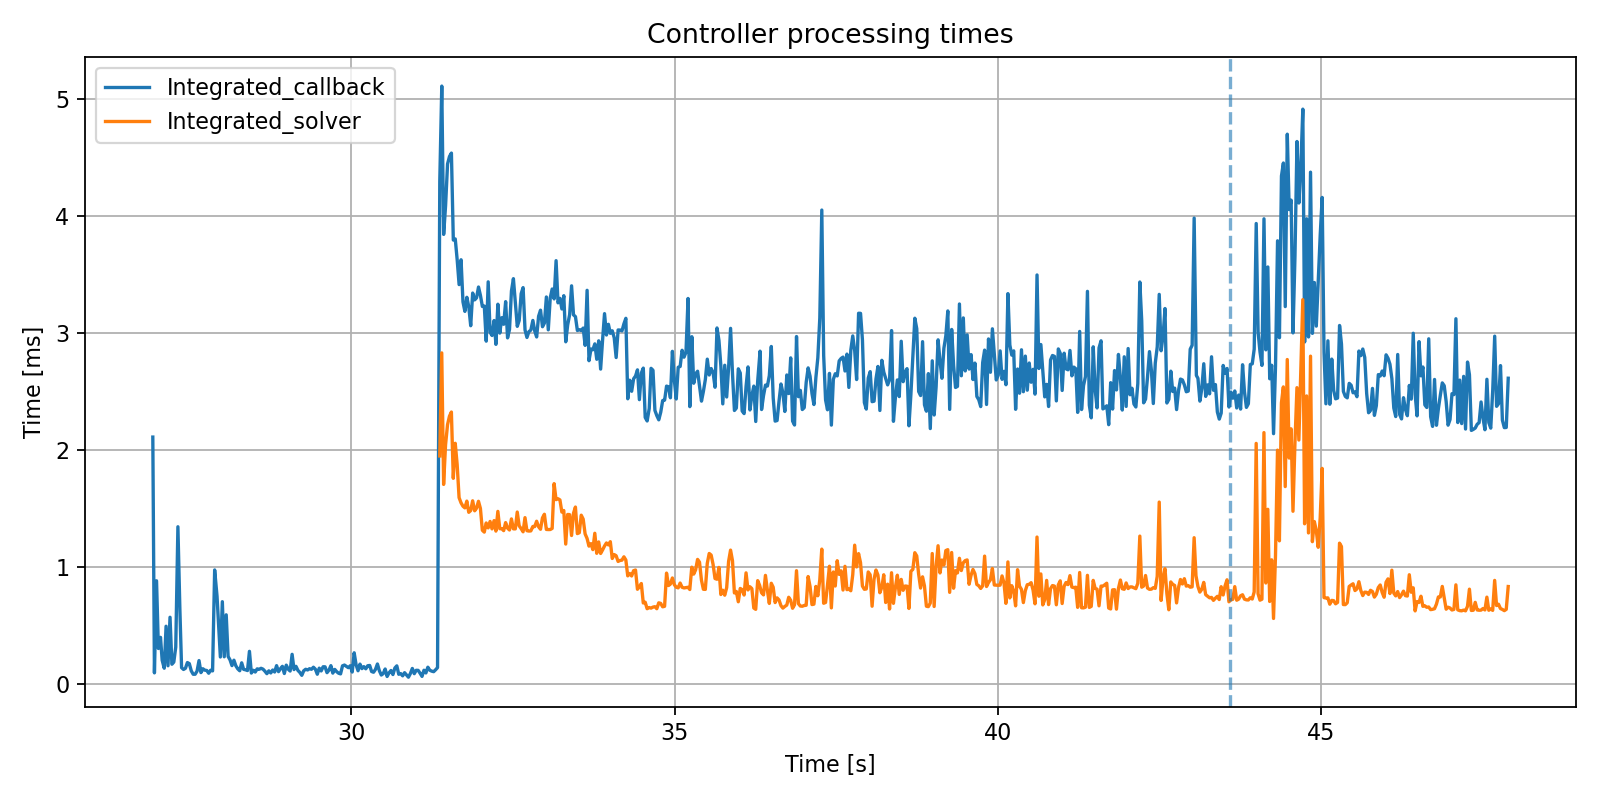 Controller processing times
Integrated_callback
Integrated_solver
Time [ms]
5
4
3
2
1
0
30
35
40
45
Time [s]